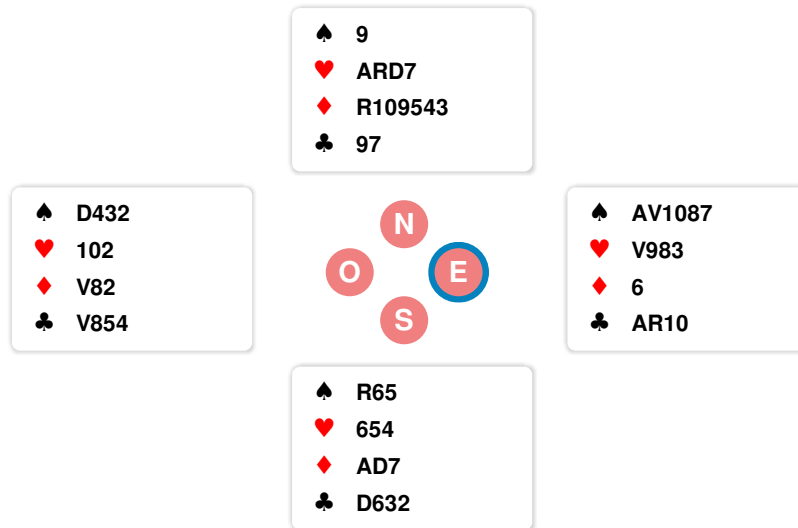 ♠ 9
♥ ARD7
♦ R109543
♣ 97
♠ D432
♥ 102
♦ V82
♣ V854
N
O
E
S
♠ AV1087
♥ V983
♦ 6
♣ AR10
♠ R65
♥ 654
♦ AD7
♣ D632